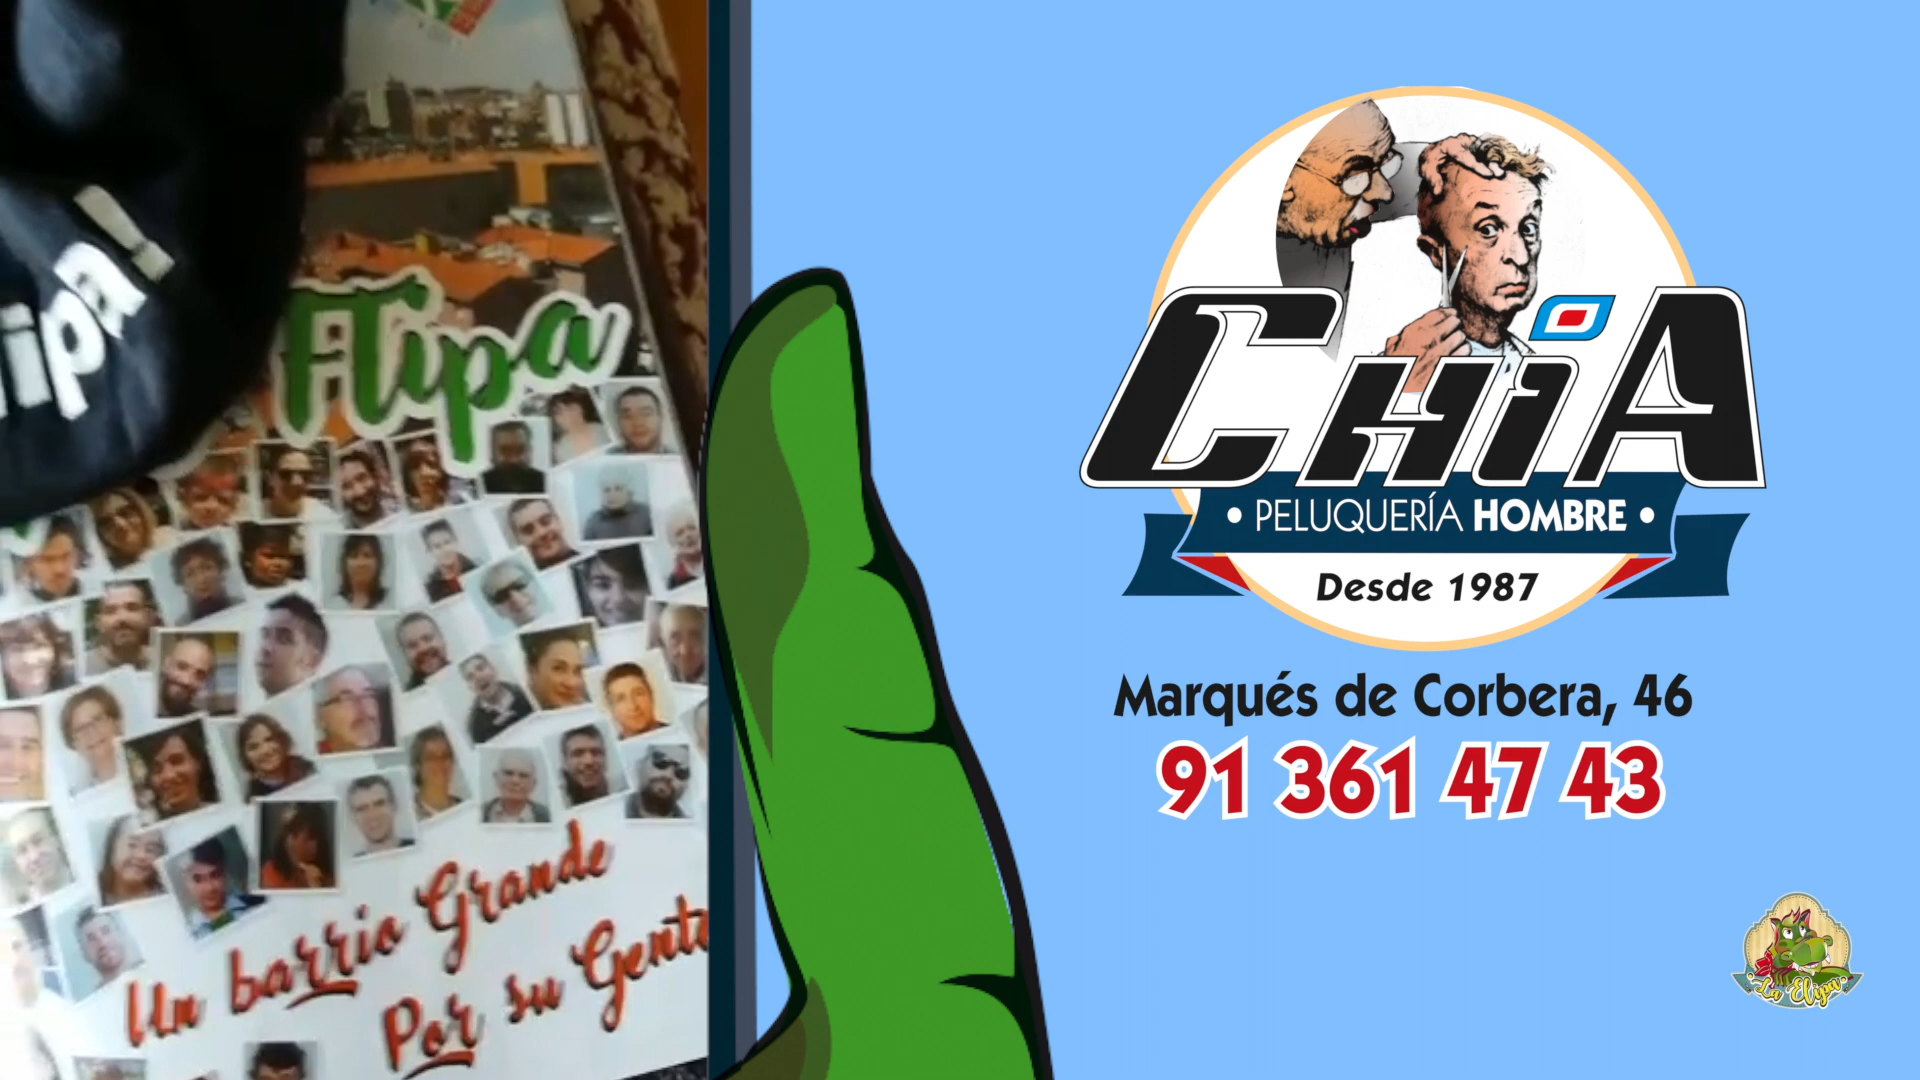 lipa!
Flipa
Un barrio Grande
Por su Gente
CHIA
• PELUQUERÍA HOMBRE •
Desde 1987
Marqués de Corbera, 46
91 361 47 43
La Elipa